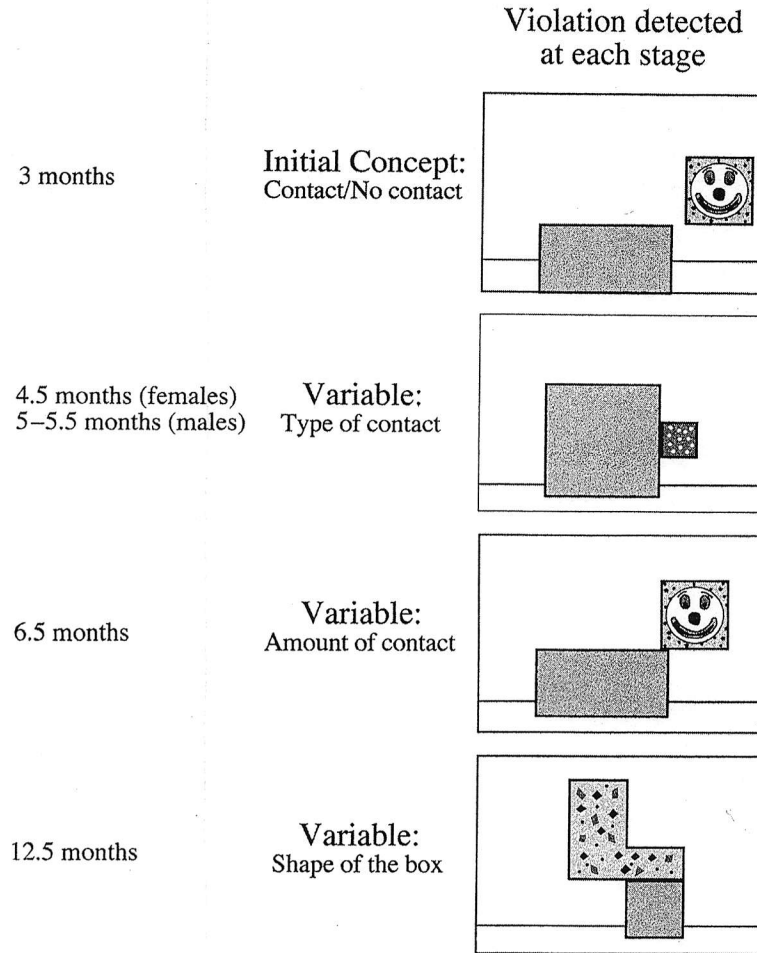 Violation detected
at each stage
3 months
Initial Concept:
Contact/No contact
4.5 months (females)
5–5.5 months (males)
Variable:
Type of contact
6.5 months
Variable:
Amount of contact
12.5 months
Variable:
Shape of the box